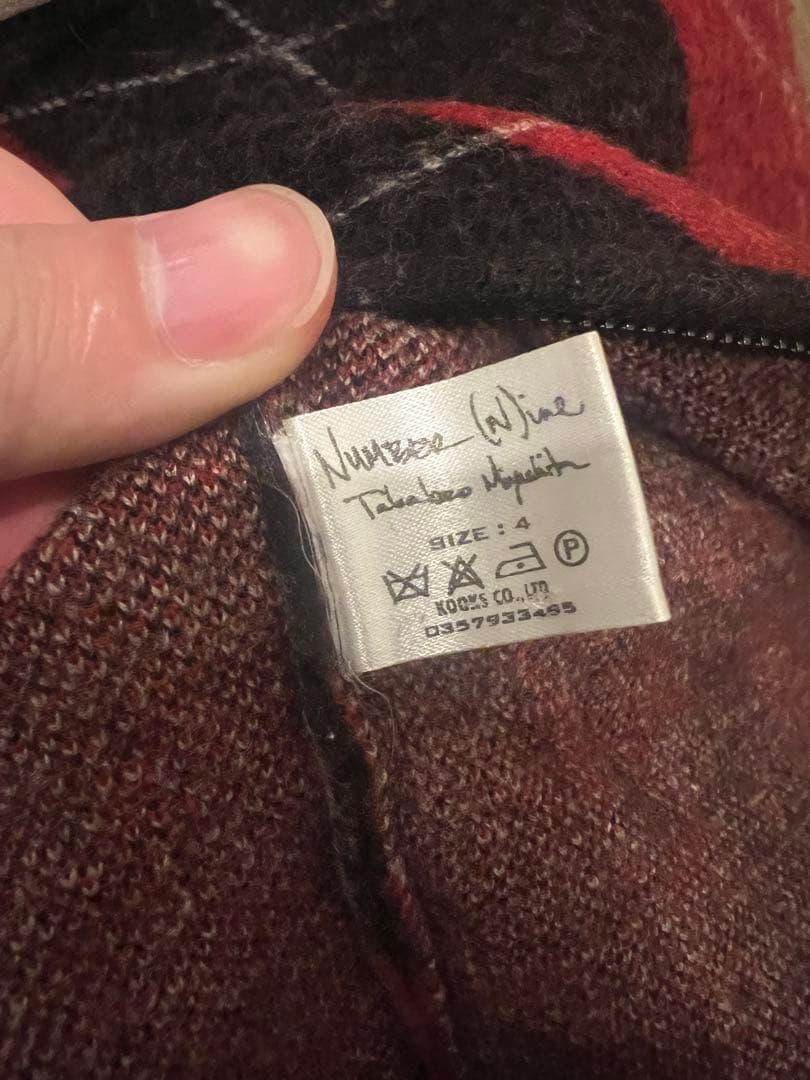 NUMBER (N)ine
Takahiro Miyashita
SIZE : 4
P
KOOKS CO., LTD
0357933465